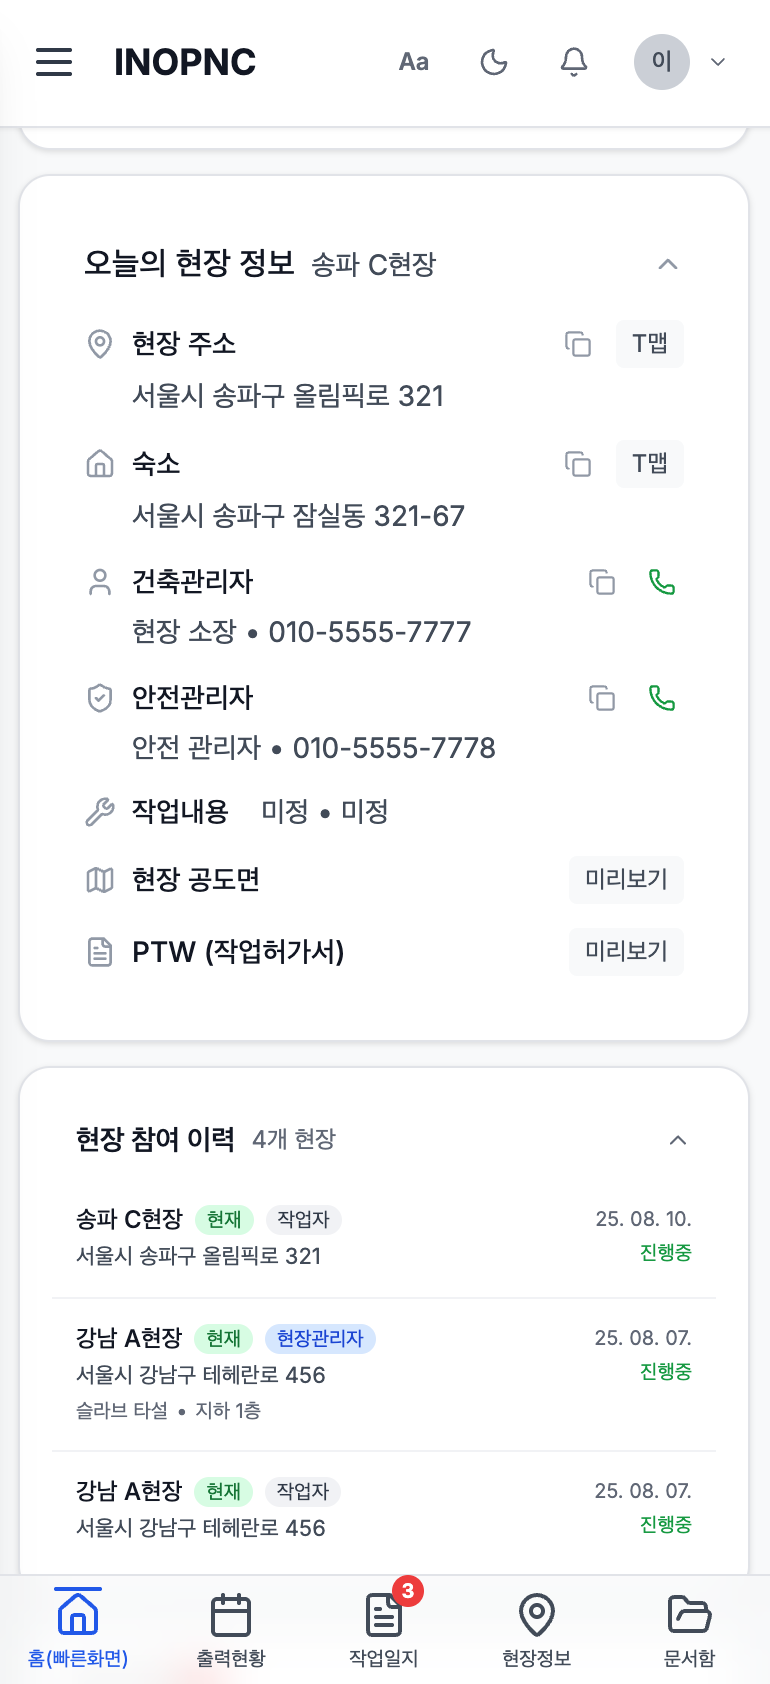 INOPNC
Aa
이
오늘의 현장 정보 송파 C현장
현장 주소
T맵
서울시 송파구 올림픽로 321
숙소
T맵
서울시 송파구 잠실동 321-67
건축관리자
현장 소장 • 010-5555-7777
안전관리자
안전 관리자 • 010-5555-7778
작업내용 미정 • 미정
현장 공도면
미리보기
PTW (작업허가서)
미리보기
현장 참여 이력 4개 현장
송파 C현장 현재 작업자 25. 08. 10.
서울시 송파구 올림픽로 321 진행중
강남 A현장 현재 현장관리자 25. 08. 07.
서울시 강남구 테헤란로 456 진행중
슬라브 타설 • 지하 1층
강남 A현장 현재 작업자 25. 08. 07.
서울시 강남구 테헤란로 456 진행중
3
홈(빠른화면) 출력현황 작업일지 현장정보 문서함